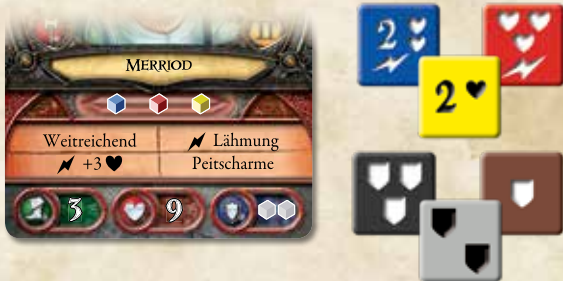 MERRIOD
Weitreichend
Lähmung
+3
Peitscharme
3
9
2
2